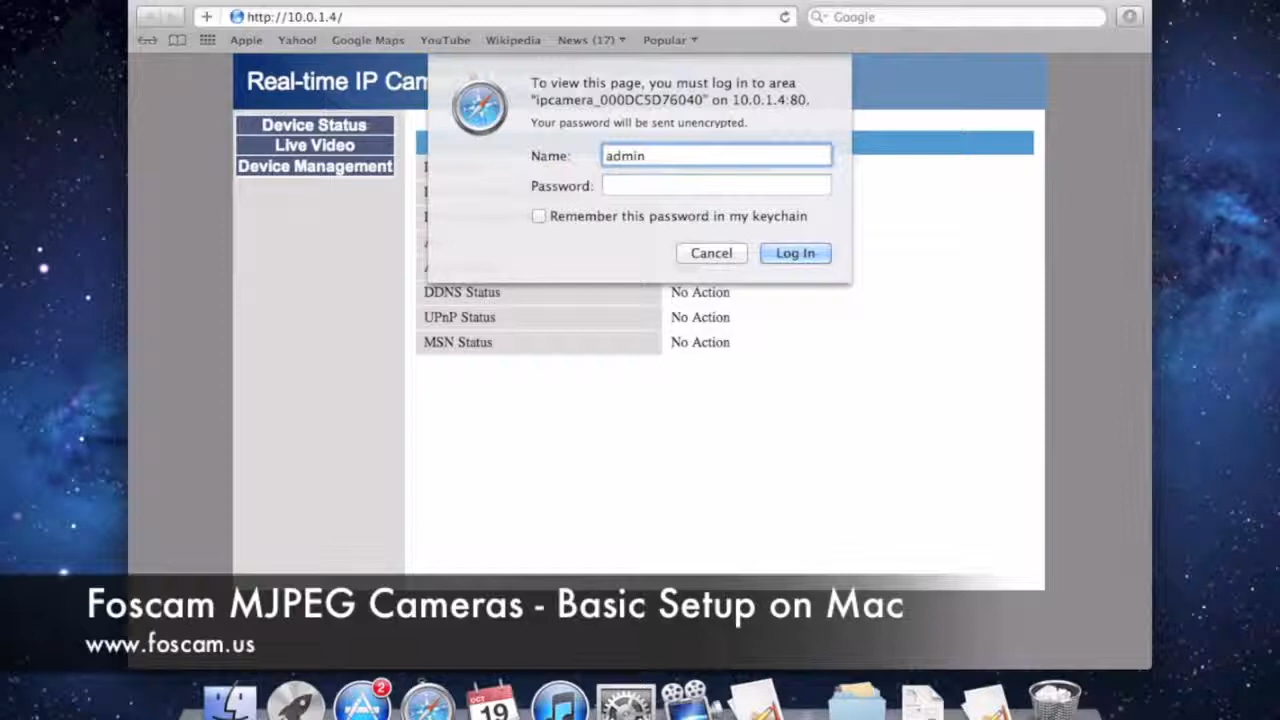 http://10.0.1.4/
Google
Apple Yahoo! Google Maps YouTube Wikipedia News (17) Popular
Real-time IP Cam
To view this page, you must log in to area
"ipcamera_000DC5D76040" on 10.0.1.4:80.
Your password will be sent unencrypted.
Name: admin
Password:
Remember this password in my keychain
Cancel Log In
Device Status
Live Video
Device Management
DDNS Status No Action
UPnP Status No Action
MSN Status No Action
Foscam MJPEG Cameras - Basic Setup on Mac
www.foscam.us
2
OCT
19